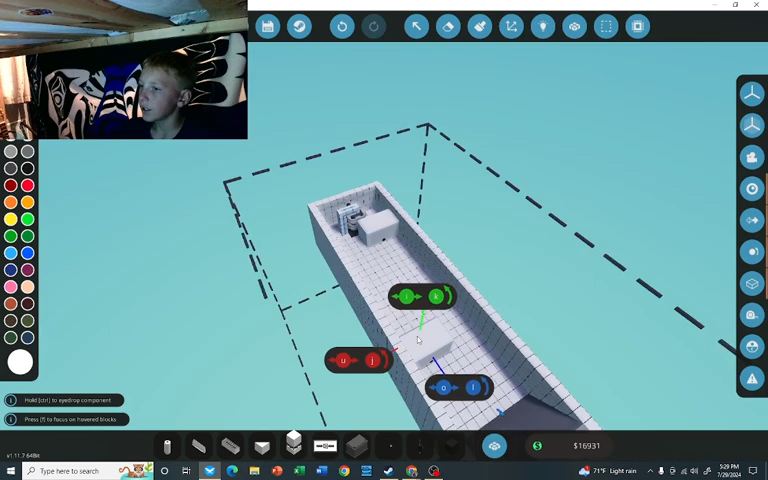 i k
u j
o l
Hold [ctrl] to eyedrop component
Press [f] to focus on hovered blocks
$ $16931
v1.11.7 64Bit
Type here to search
71°F Light rain
5:29 PM
7/29/2024